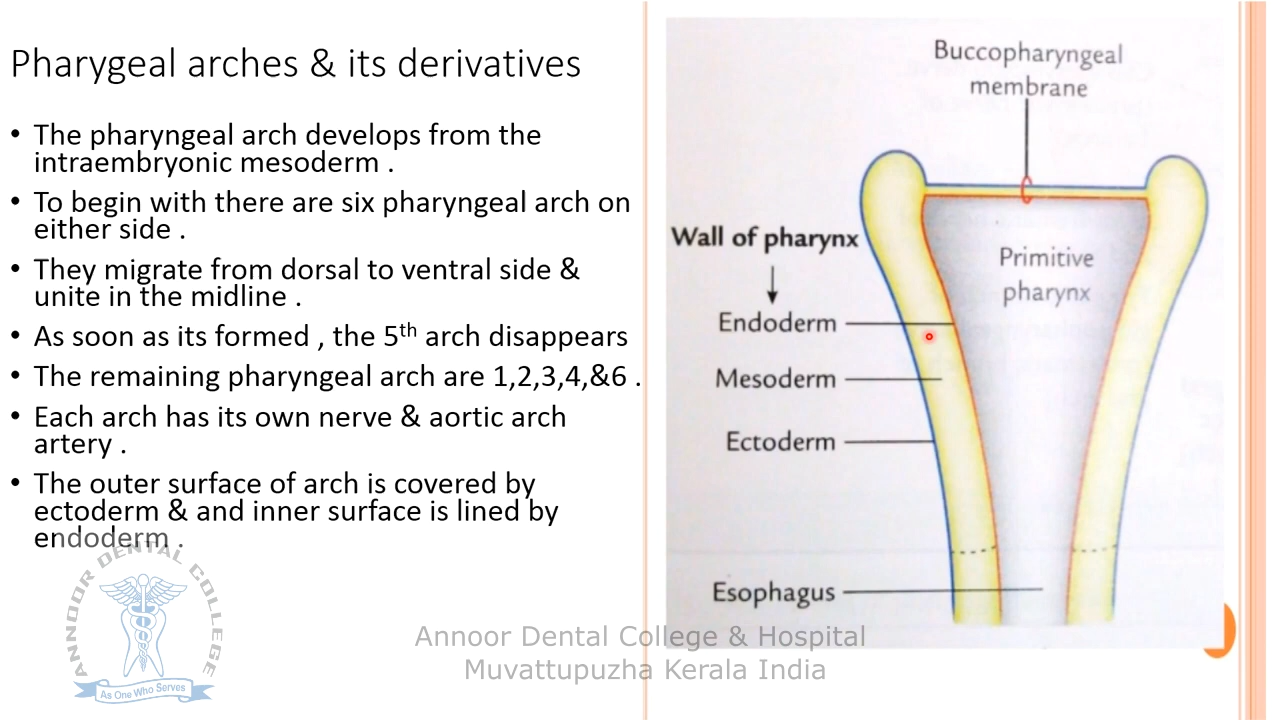 Pharygeal arches & its derivatives
• The pharyngeal arch develops from the
intraembryonic mesoderm .
• To begin with there are six pharyngeal arch on
either side .
• They migrate from dorsal to ventral side &
unite in the midline .
• As soon as its formed , the 5th arch disappears
• The remaining pharyngeal arch are 1,2,3,4,&6 .
• Each arch has its own nerve & aortic arch
artery .
• The outer surface of arch is covered by
ectoderm & and inner surface is lined by
endoderm .
Buccopharyngeal
membrane
Wall of pharynx
Primitive
pharynx
Endoderm
Mesoderm
Ectoderm
Esophagus
ANNOOR DENTAL COLLEGE
As One Who Serves
Annoor Dental College & Hospital
Muvattupuzha Kerala India